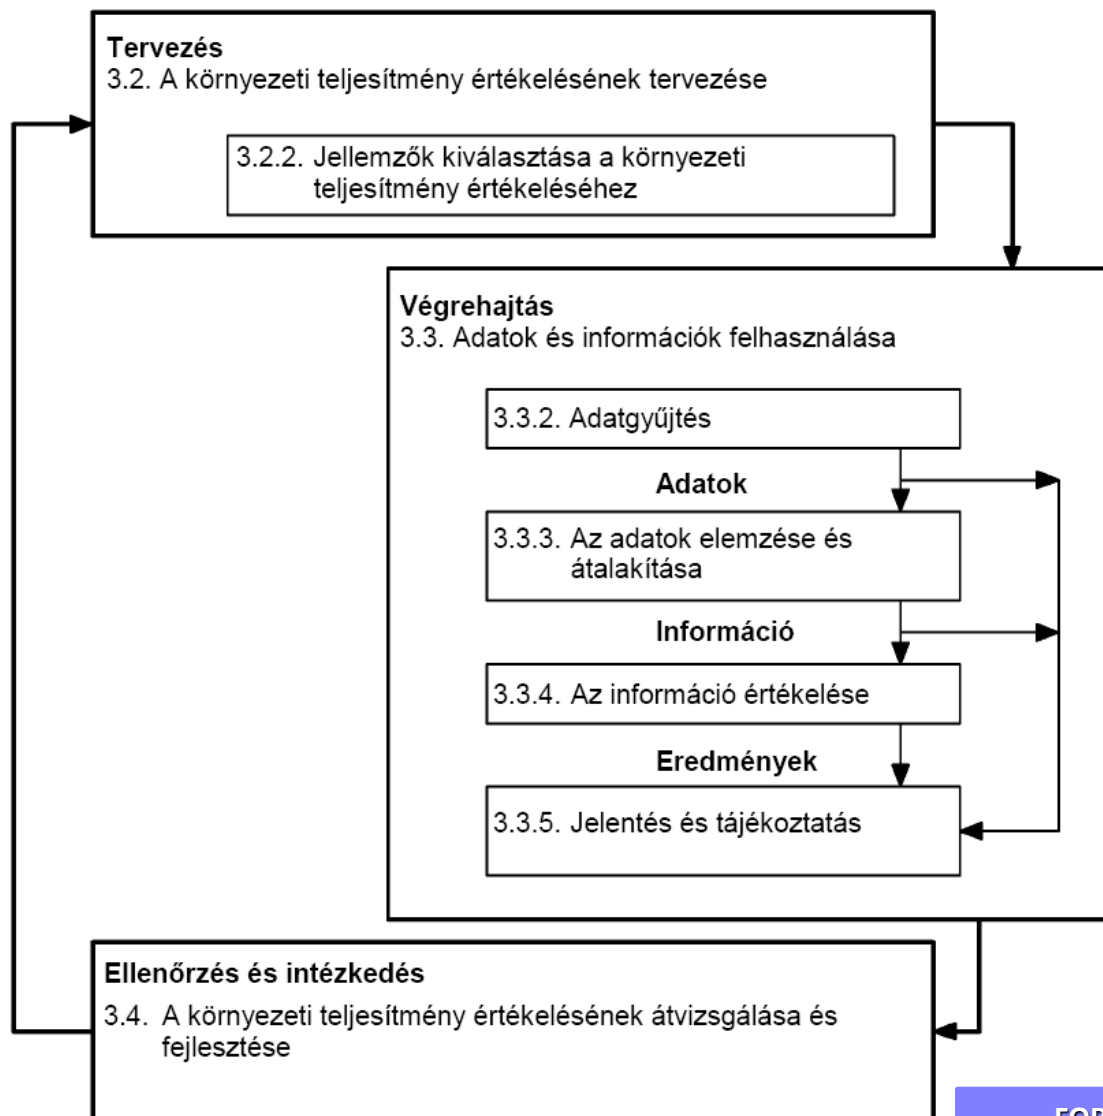 Tervezés
3.2. A környezeti teljesítmény értékelésének tervezése
3.2.2. Jellemzők kiválasztása a környezeti
teljesítmény értékeléséhez
Végrehajtás
3.3. Adatok és információk felhasználása
3.3.2. Adatgyűjtés
Adatok
3.3.3. Az adatok elemzése és
átalakítása
Információ
3.3.4. Az információ értékelése
Eredmények
3.3.5. Jelentés és tájékoztatás
Ellenőrzés és intézkedés
3.4. A környezeti teljesítmény értékelésének átvizsgálása és
fejlesztése